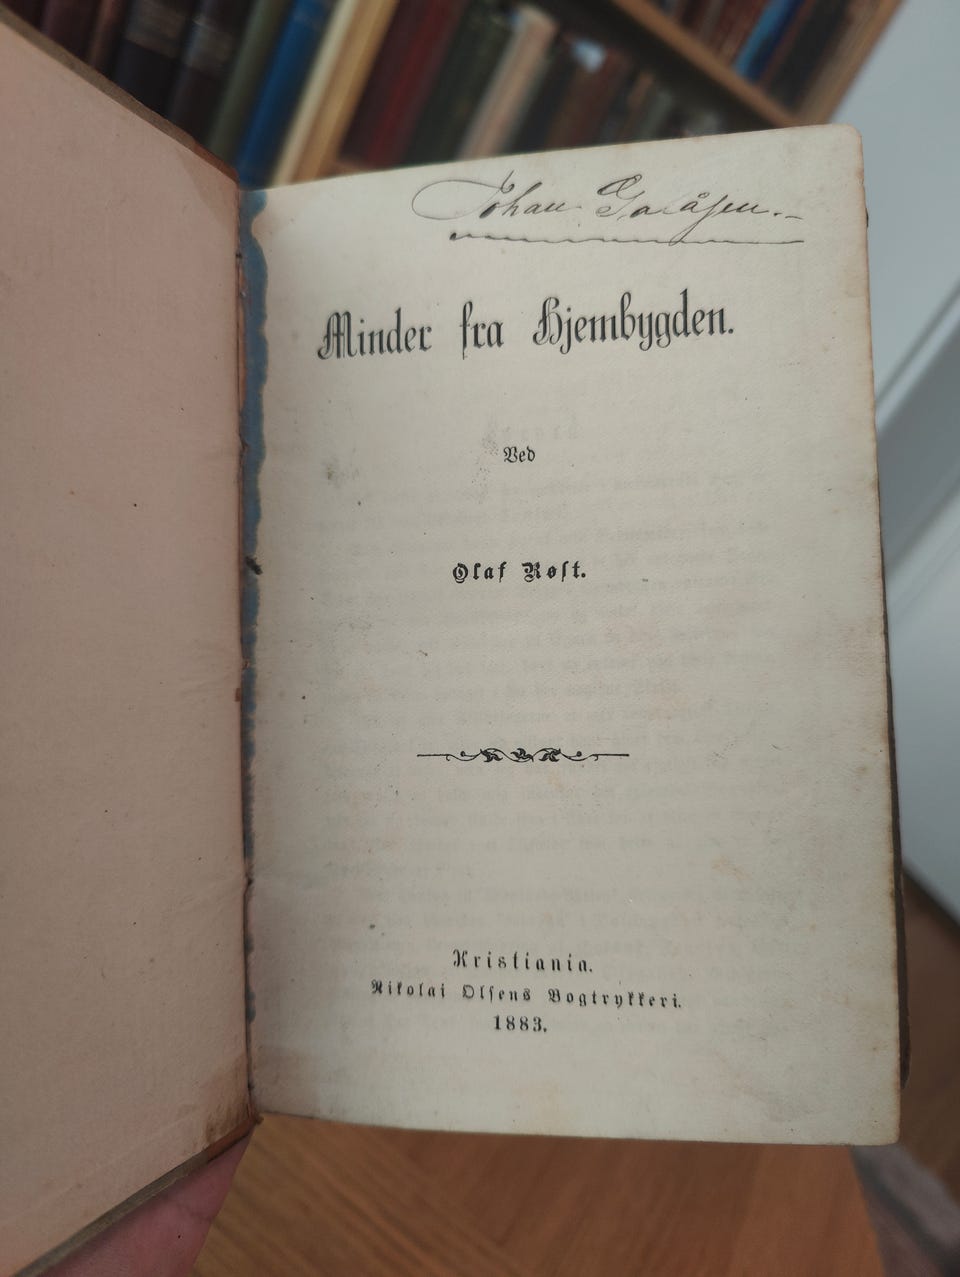 Johan
Minder fra Hjembygden.
Ved
Olaf Røst.
Kristiania.
Nikolai Olsens Bogtrykkeri.
1883.